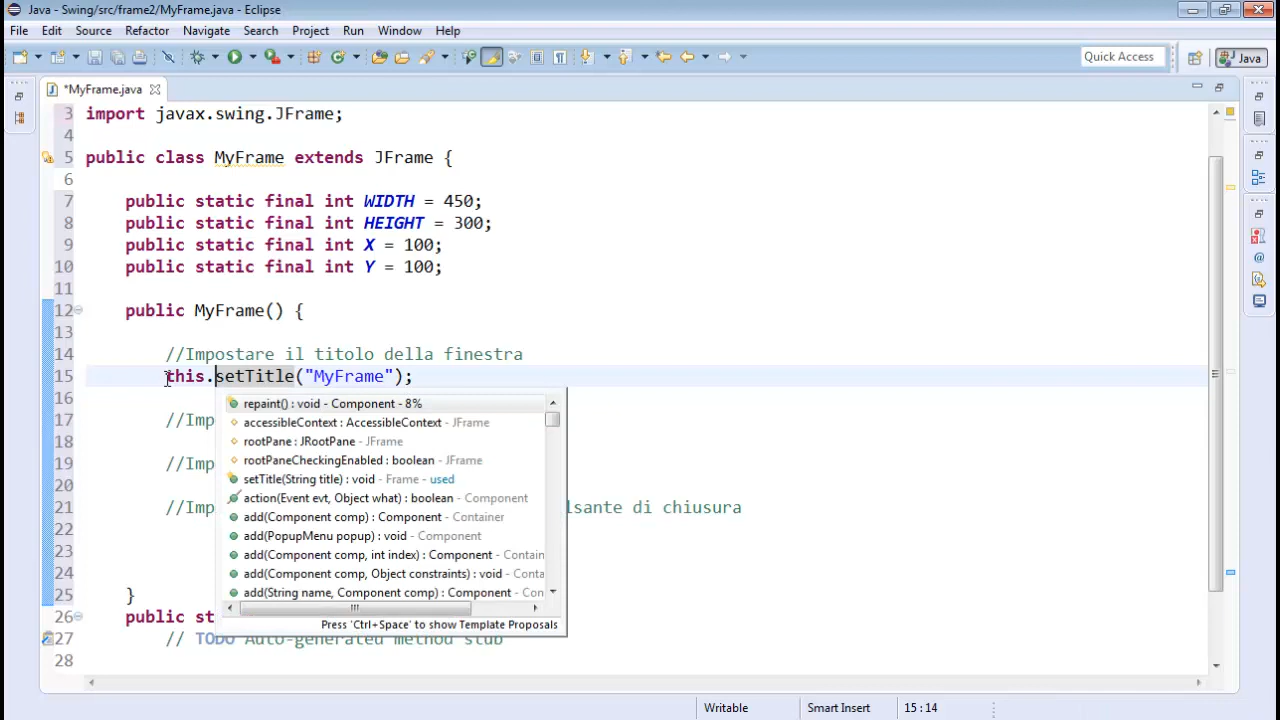 Java - Swing/src/frame2/MyFrame.java - Eclipse
File Edit Source Refactor Navigate Search Project Run Window Help
Quick Access Java
*MyFrame.java
3 import javax.swing.JFrame;
4
5 public class MyFrame extends JFrame {
6
7 public static final int WIDTH = 450;
8 public static final int HEIGHT = 300;
9 public static final int X = 100;
10 public static final int Y = 100;
11
12 public MyFrame() {
13
14 //Impostare il titolo della finestra
15 this.setTitle("MyFrame");
16
17 //Imp
18
19 //Imp
20
21 //Imp lsante di chiusura
22
23
24
25 }
26 public st
27 // TODO Auto-generated method stub
28
repaint() : void - Component - 8%
accessibleContext : AccessibleContext - JFrame
rootPane : JRootPane - JFrame
rootPaneCheckingEnabled : boolean - JFrame
setTitle(String title) : void - Frame - used
action(Event evt, Object what) : boolean - Component
add(Component comp) : Component - Container
add(PopupMenu popup) : void - Component
add(Component comp, int index) : Component - Contain
add(Component comp, Object constraints) : void - Conta
add(String name, Component comp) : Component - Con
Press 'Ctrl+Space' to show Template Proposals
Writable Smart Insert 15 : 14